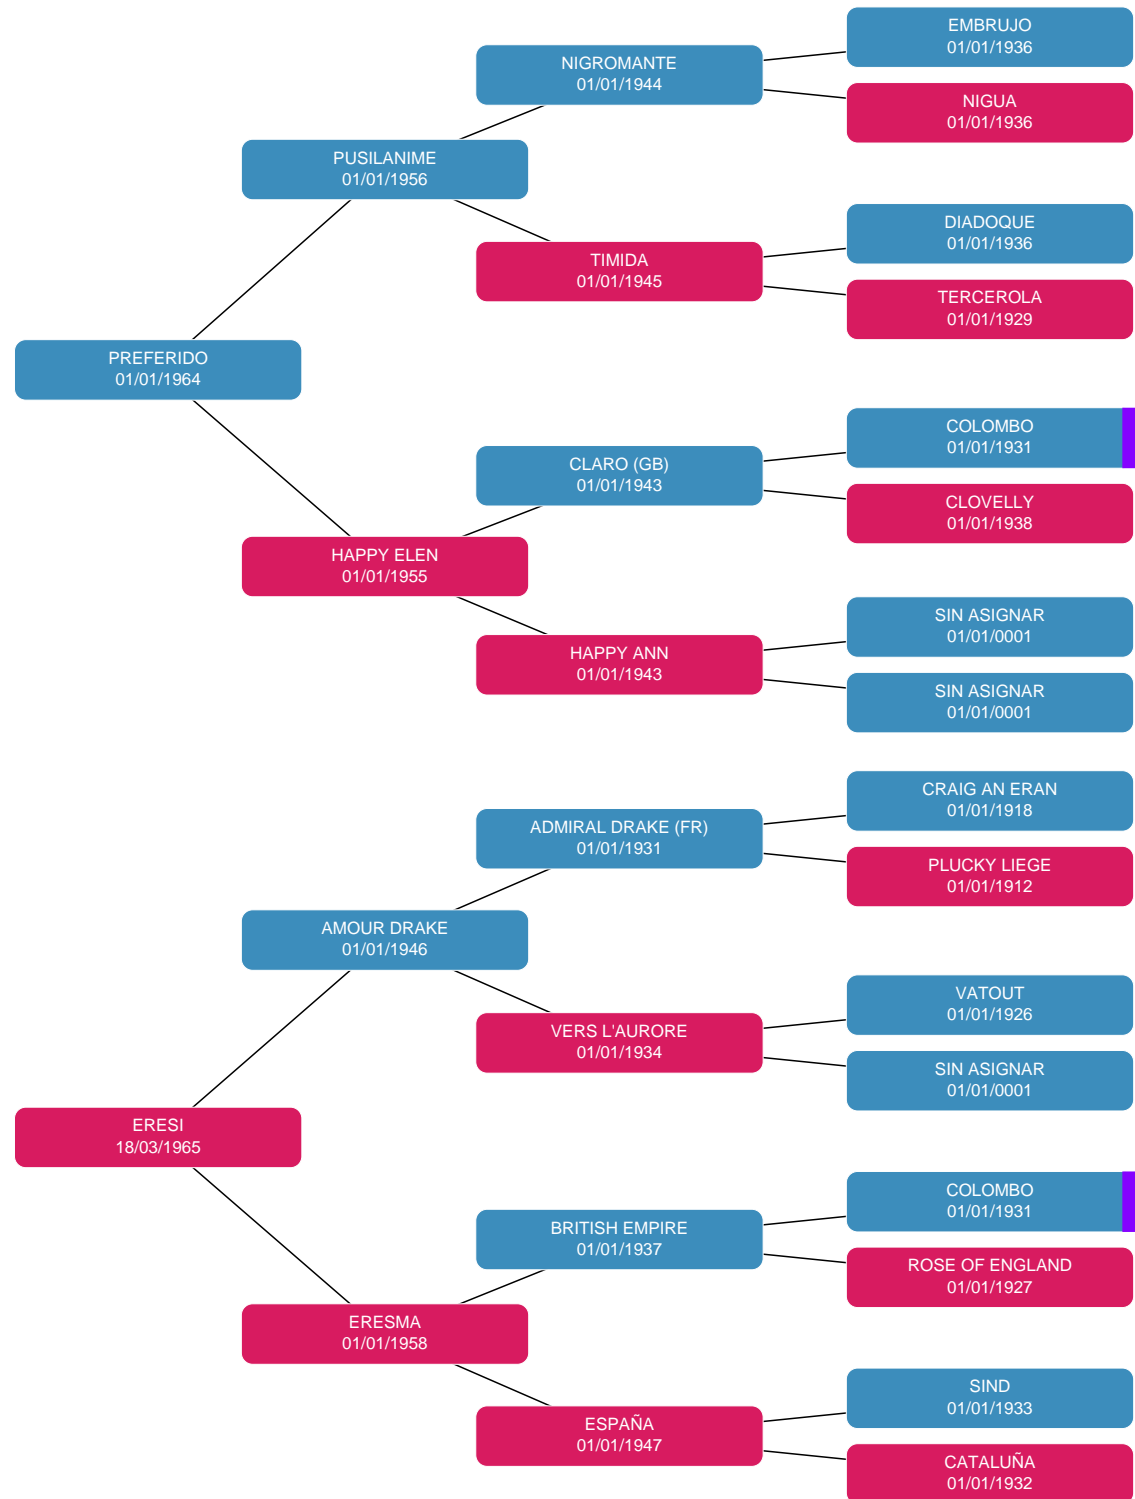 EMBRUJO
01/01/1936
NIGROMANTE
01/01/1944
NIGUA
01/01/1936
PUSILANIME
01/01/1956
DIADOQUE
01/01/1936
TIMIDA
01/01/1945
TERCEROLA
01/01/1929
PREFERIDO
01/01/1964
COLOMBO
01/01/1931
CLARO (GB)
01/01/1943
CLOVELLY
01/01/1938
HAPPY ELEN
01/01/1955
SIN ASIGNAR
01/01/0001
HAPPY ANN
01/01/1943
SIN ASIGNAR
01/01/0001
CRAIG AN ERAN
01/01/1918
ADMIRAL DRAKE (FR)
01/01/1931
PLUCKY LIEGE
01/01/1912
AMOUR DRAKE
01/01/1946
VATOUT
01/01/1926
VERS L'AURORE
01/01/1934
SIN ASIGNAR
01/01/0001
ERESI
18/03/1965
COLOMBO
01/01/1931
BRITISH EMPIRE
01/01/1937
ROSE OF ENGLAND
01/01/1927
ERESMA
01/01/1958
SIND
01/01/1933
ESPAÑA
01/01/1947
CATALUÑA
01/01/1932